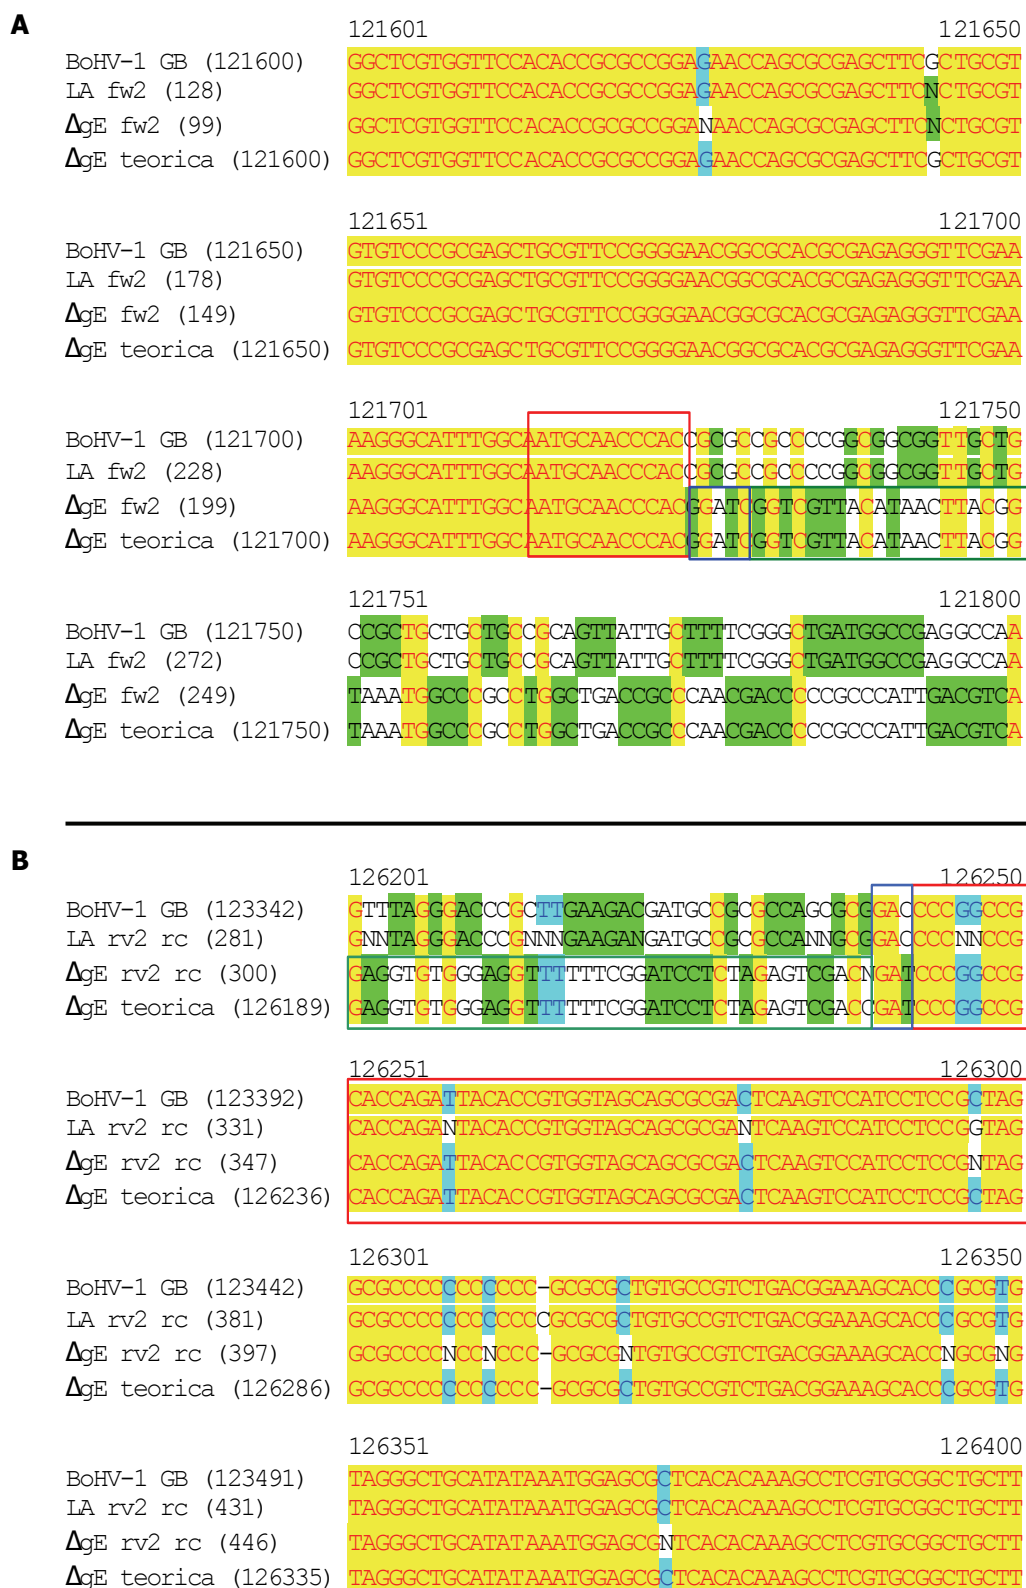 A
121601 121650
BoHV-1 GB (121600) GGCTCGTGGTTCCACACCGCGCCGGAGAACCAGCGCGAGCTTCGCTGCGT
LA fw2 (128) GGCTCGTGGTTCCACACCGCGCCGGAGAACCAGCGCGAGCTTCNCTGCGT
ΔgE fw2 (99) GGCTCGTGGTTCCACACCGCGCCGGANAACCAGCGCGAGCTTCNCTGCGT
ΔgE teorica (121600) GGCTCGTGGTTCCACACCGCGCCGGAGAACCAGCGCGAGCTTCGCTGCGT
121651 121700
BoHV-1 GB (121650) GTGTCCCGCGAGCTGCGTTCCGGGGAACGGCGCACGCGAGAGGGTTCGAA
LA fw2 (178) GTGTCCCGCGAGCTGCGTTCCGGGGAACGGCGCACGCGAGAGGGTTCGAA
ΔgE fw2 (149) GTGTCCCGCGAGCTGCGTTCCGGGGAACGGCGCACGCGAGAGGGTTCGAA
ΔgE teorica (121650) GTGTCCCGCGAGCTGCGTTCCGGGGAACGGCGCACGCGAGAGGGTTCGAA
121701 121750
BoHV-1 GB (121700) AAGGGCATTTGGCAATGCAACCCACCGCGCCGCCCCGGCGGCGGTTGCTG
LA fw2 (228) AAGGGCATTTGGCAATGCAACCCACCGCGCCGCCCCGGCGGCGGTTGCTG
ΔgE fw2 (199) AAGGGCATTTGGCAATGCAACCCACGGATCGGTCGTTACATAACTTACGG
ΔgE teorica (121700) AAGGGCATTTGGCAATGCAACCCACGGATCGGTCGTTACATAACTTACGG
121751 121800
BoHV-1 GB (121750) CCGCTGCTGCTGCCGCAGTTATTGCTTTTCGGGCTGATGGCCGAGGCCAA
LA fw2 (272) CCGCTGCTGCTGCCGCAGTTATTGCTTTTCGGGCTGATGGCCGAGGCCAA
ΔgE fw2 (249) TAAATGGCCCGCCTGGCTGACCGCCCAACGACCCCCGCCCATTGACGTCA
ΔgE teorica (121750) TAAATGGCCCGCCTGGCTGACCGCCCAACGACCCCCGCCCATTGACGTCA
B
126201 126250
BoHV-1 GB (123342) GTTTAGGGACCCGCTTGAAGACGATGCCGCGCCAGCGCGGACCCCGGCCG
LA rv2 rc (281) GNNTAGGGACCCGNNNGAAGANGATGCCGCGCCANNGCGGACCCCNNCCG
ΔgE rv2 rc (300) GAGGTGTGGGAGGTTTTTTCGGATCCTCTAGAGTCGACNGATCCCGGCCG
ΔgE teorica (126189) GAGGTGTGGGAGGTTTTTTCGGATCCTCTAGAGTCGACCGATCCCGGCCG
126251 126300
BoHV-1 GB (123392) CACCAGATTACACCGTGGTAGCAGCGCGACTCAAGTCCATCCTCCGCTAG
LA rv2 rc (331) CACCAGANTACACCGTGGTAGCAGCGCGANTCAAGTCCATCCTCCGGTAG
ΔgE rv2 rc (347) CACCAGATTACACCGTGGTAGCAGCGCGACTCAAGTCCATCCTCCGNTAG
ΔgE teorica (126236) CACCAGATTACACCGTGGTAGCAGCGCGACTCAAGTCCATCCTCCGCTAG
126301 126350
BoHV-1 GB (123442) GCGCCCCCCCCCCC-GCGCGCTGTGCCGTCTGACGGAAAGCACCCGCGTG
LA rv2 rc (381) GCGCCCCCCCCCCCCGCGCGCTGTGCCGTCTGACGGAAAGCACCCGCGTG
ΔgE rv2 rc (397) GCGCCCCNCCNCCC-GCGCGNTGTGCCGTCTGACGGAAAGCACCNGCGNG
ΔgE teorica (126286) GCGCCCCCCCCCCC-GCGCGCTGTGCCGTCTGACGGAAAGCACCCGCGTG
126351 126400
BoHV-1 GB (123491) TAGGGCTGCATATAAATGGAGCGCTCACACAAAGCCTCGTGCGGCTGCTT
LA rv2 rc (431) TAGGGCTGCATATAAATGGAGCGCTCACACAAAGCCTCGTGCGGCTGCTT
ΔgE rv2 rc (446) TAGGGCTGCATATAAATGGAGCGNTCACACAAAGCCTCGTGCGGCTGCTT
ΔgE teorica (126335) TAGGGCTGCATATAAATGGAGCGCTCACACAAAGCCTCGTGCGGCTGCTT